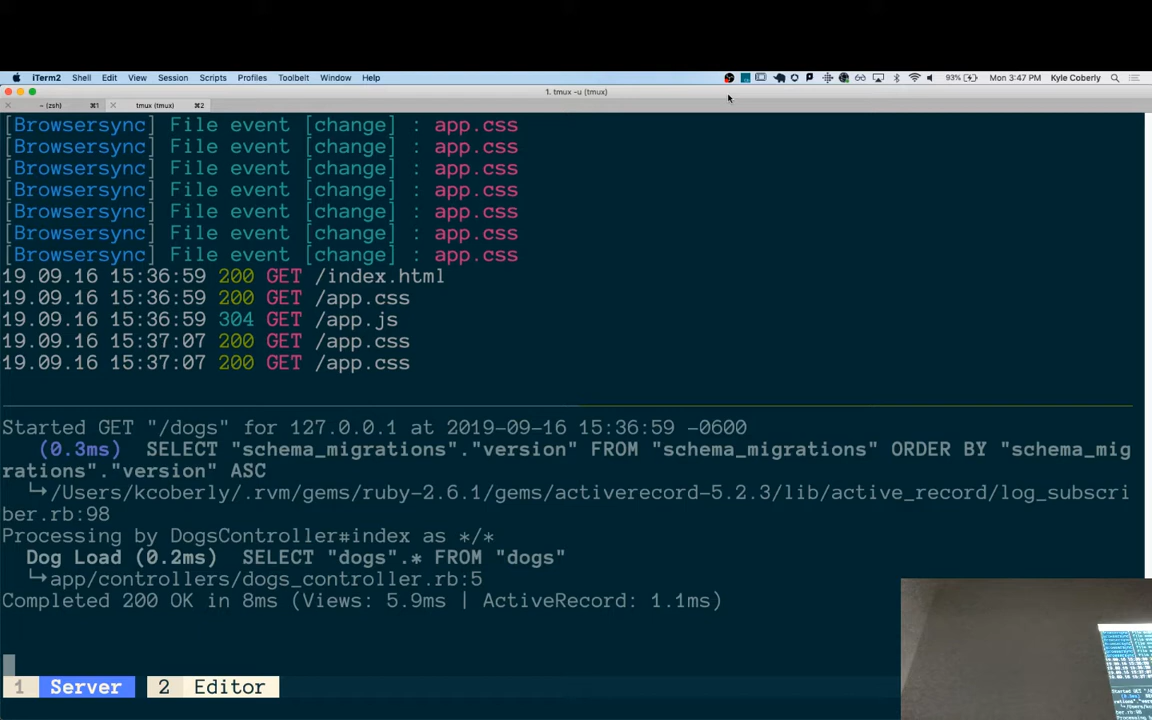 iTerm2 Shell Edit View Session Scripts Profiles Toolbelt Window Help 93% Mon 3:47 PM Kyle Coberly
1. tmux -u (tmux)
~ (zsh) ⌘1 tmux (tmux) ⌘2
[Browsersync] File event [change] : app.css
[Browsersync] File event [change] : app.css
[Browsersync] File event [change] : app.css
[Browsersync] File event [change] : app.css
[Browsersync] File event [change] : app.css
[Browsersync] File event [change] : app.css
[Browsersync] File event [change] : app.css
19.09.16 15:36:59 200 GET /index.html
19.09.16 15:36:59 200 GET /app.css
19.09.16 15:36:59 304 GET /app.js
19.09.16 15:37:07 200 GET /app.css
19.09.16 15:37:07 200 GET /app.css
Started GET "/dogs" for 127.0.0.1 at 2019-09-16 15:36:59 -0600
(0.3ms) SELECT "schema_migrations"."version" FROM "schema_migrations" ORDER BY "schema_mig
rations"."version" ASC
↳/Users/kcoberly/.rvm/gems/ruby-2.6.1/gems/activerecord-5.2.3/lib/active_record/log_subscri
ber.rb:98
Processing by DogsController#index as */*
Dog Load (0.2ms) SELECT "dogs".* FROM "dogs"
↳app/controllers/dogs_controller.rb:5
Completed 200 OK in 8ms (Views: 5.9ms | ActiveRecord: 1.1ms)
1 Server 2 Editor